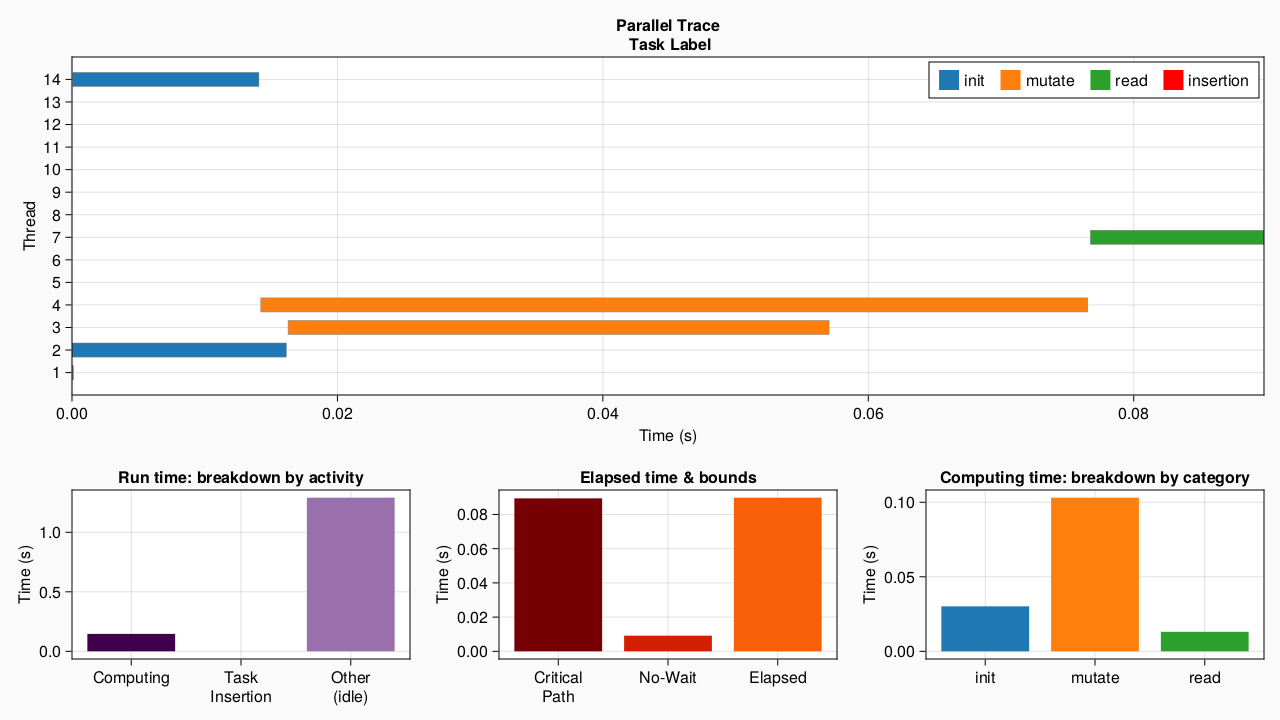 Parallel Trace
Task Label
init mutate read insertion
Thread
14
13
12
11
10
9
8
7
6
5
4
3
2
1
0.00 0.02 0.04 0.06 0.08
Time (s)
Run time: breakdown by activity
Time (s)
1.0
0.5
0.0
Computing Task Insertion Other (idle)
Elapsed time & bounds
Time (s)
0.08
0.06
0.04
0.02
0.00
Critical Path No-Wait Elapsed
Computing time: breakdown by category
Time (s)
0.10
0.05
0.00
init mutate read